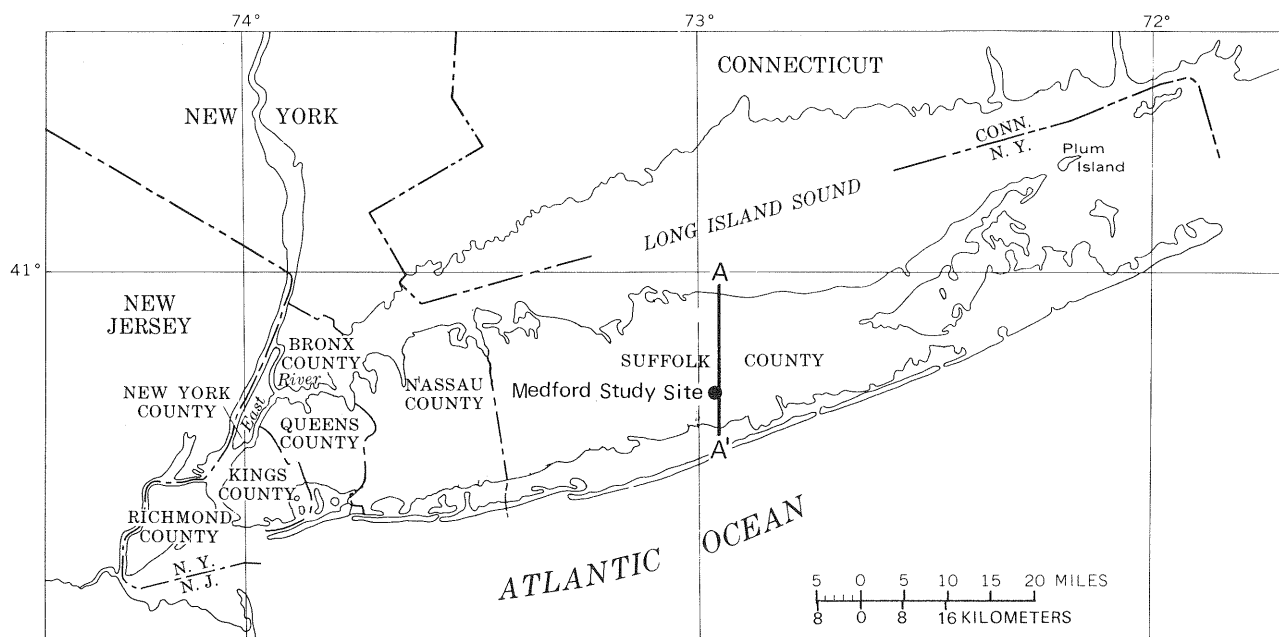 74°
73°
72°
CONNECTICUT
NEW YORK
CONN.
N. Y.
Plum
Island
LONG ISLAND SOUND
41°
A
NEW
JERSEY
BRONX
COUNTY
River
SUFFOLK COUNTY
NASSAU
COUNTY
NEW YORK
COUNTY
Medford Study Site
East
QUEENS
COUNTY
A'
KINGS
COUNTY
RICHMOND
COUNTY
ATLANTIC OCEAN
N. Y.
N. J.
5 0 5 10 15 20 MILES
8 0 8 16 KILOMETERS